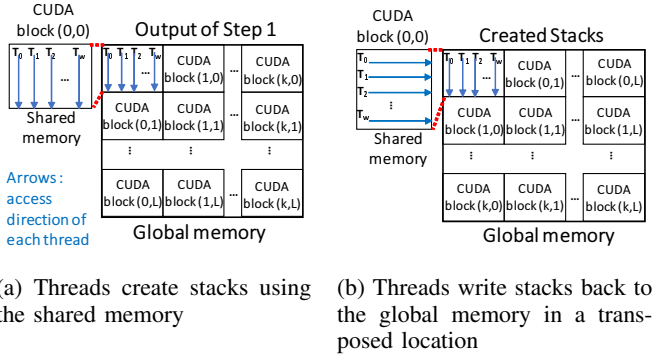 CUDA
block (0,0)
Output of Step 1
T0 T1 T2 Tw
...
T0 T1 T2 Tw
...
CUDA
block(1,0)
...
CUDA
block(k,0)
Shared
memory
CUDA
block(0,1)
CUDA
block(1,1)
...
CUDA
block(k,1)
...
...
...
Arrows :
access
direction of
each thread
CUDA
block(0,L)
CUDA
block(1,L)
...
CUDA
block(k,L)
Global memory
(a) Threads create stacks using
the shared memory
CUDA
block (0,0)
Created Stacks
T0
T1
T2
...
Tw
T0 T1 T2 Tw
...
CUDA
block(0,1)
...
CUDA
block(0,L)
Shared
memory
CUDA
block(1,0)
CUDA
block(1,1)
...
CUDA
block(1,L)
...
...
...
CUDA
block(k,0)
CUDA
block(k,1)
...
CUDA
block(k,L)
Global memory
(b) Threads write stacks back to
the global memory in a trans-
posed location